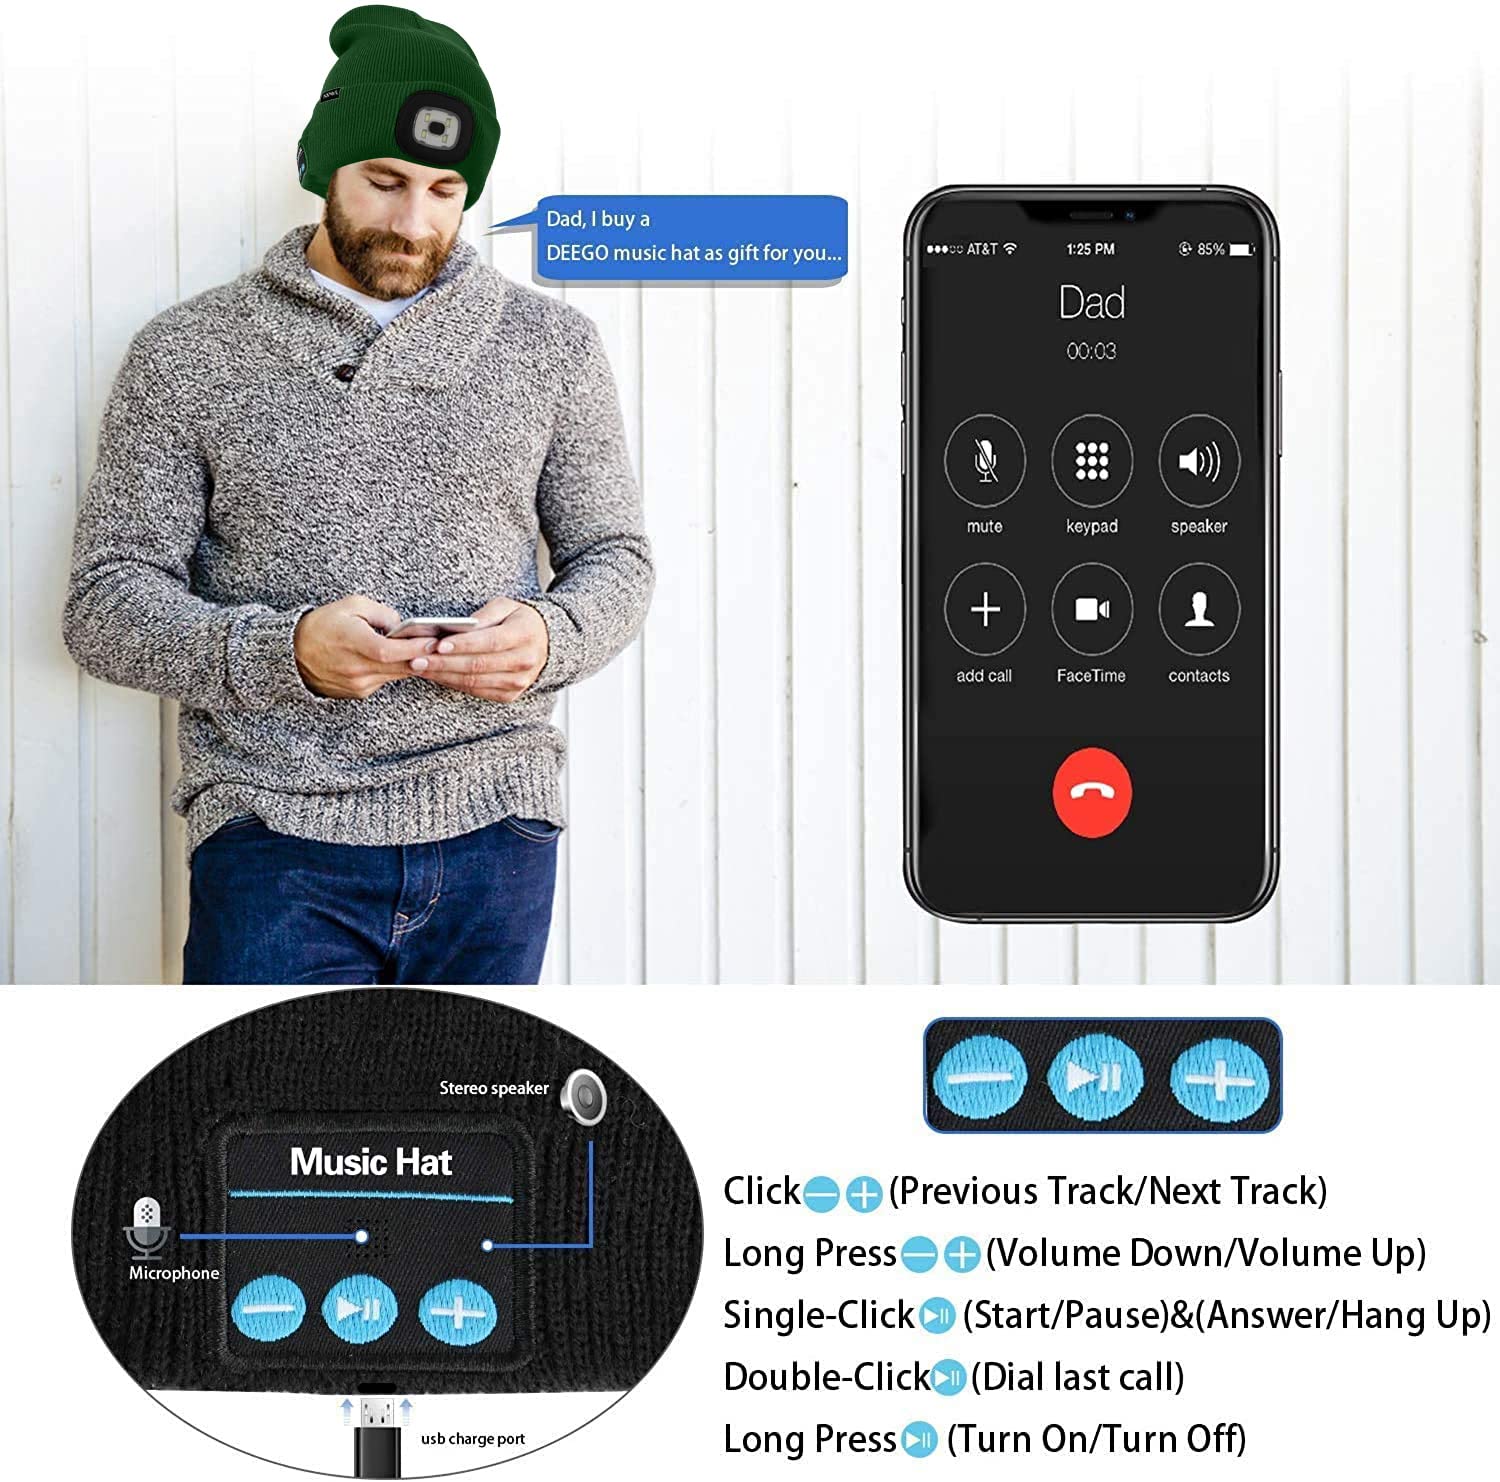 Dad, I buy a
DEEGO music hat as gift for you...
AT&T 1:25 PM 85%
Dad
00:03
mute keypad speaker
add call FaceTime contacts
Stereo speaker
Music Hat
Microphone
usb charge port
Click (Previous Track/Next Track)
Long Press (Volume Down/Volume Up)
Single-Click (Start/Pause)&(Answer/Hang Up)
Double-Click (Dial last call)
Long Press (Turn On/Turn Off)